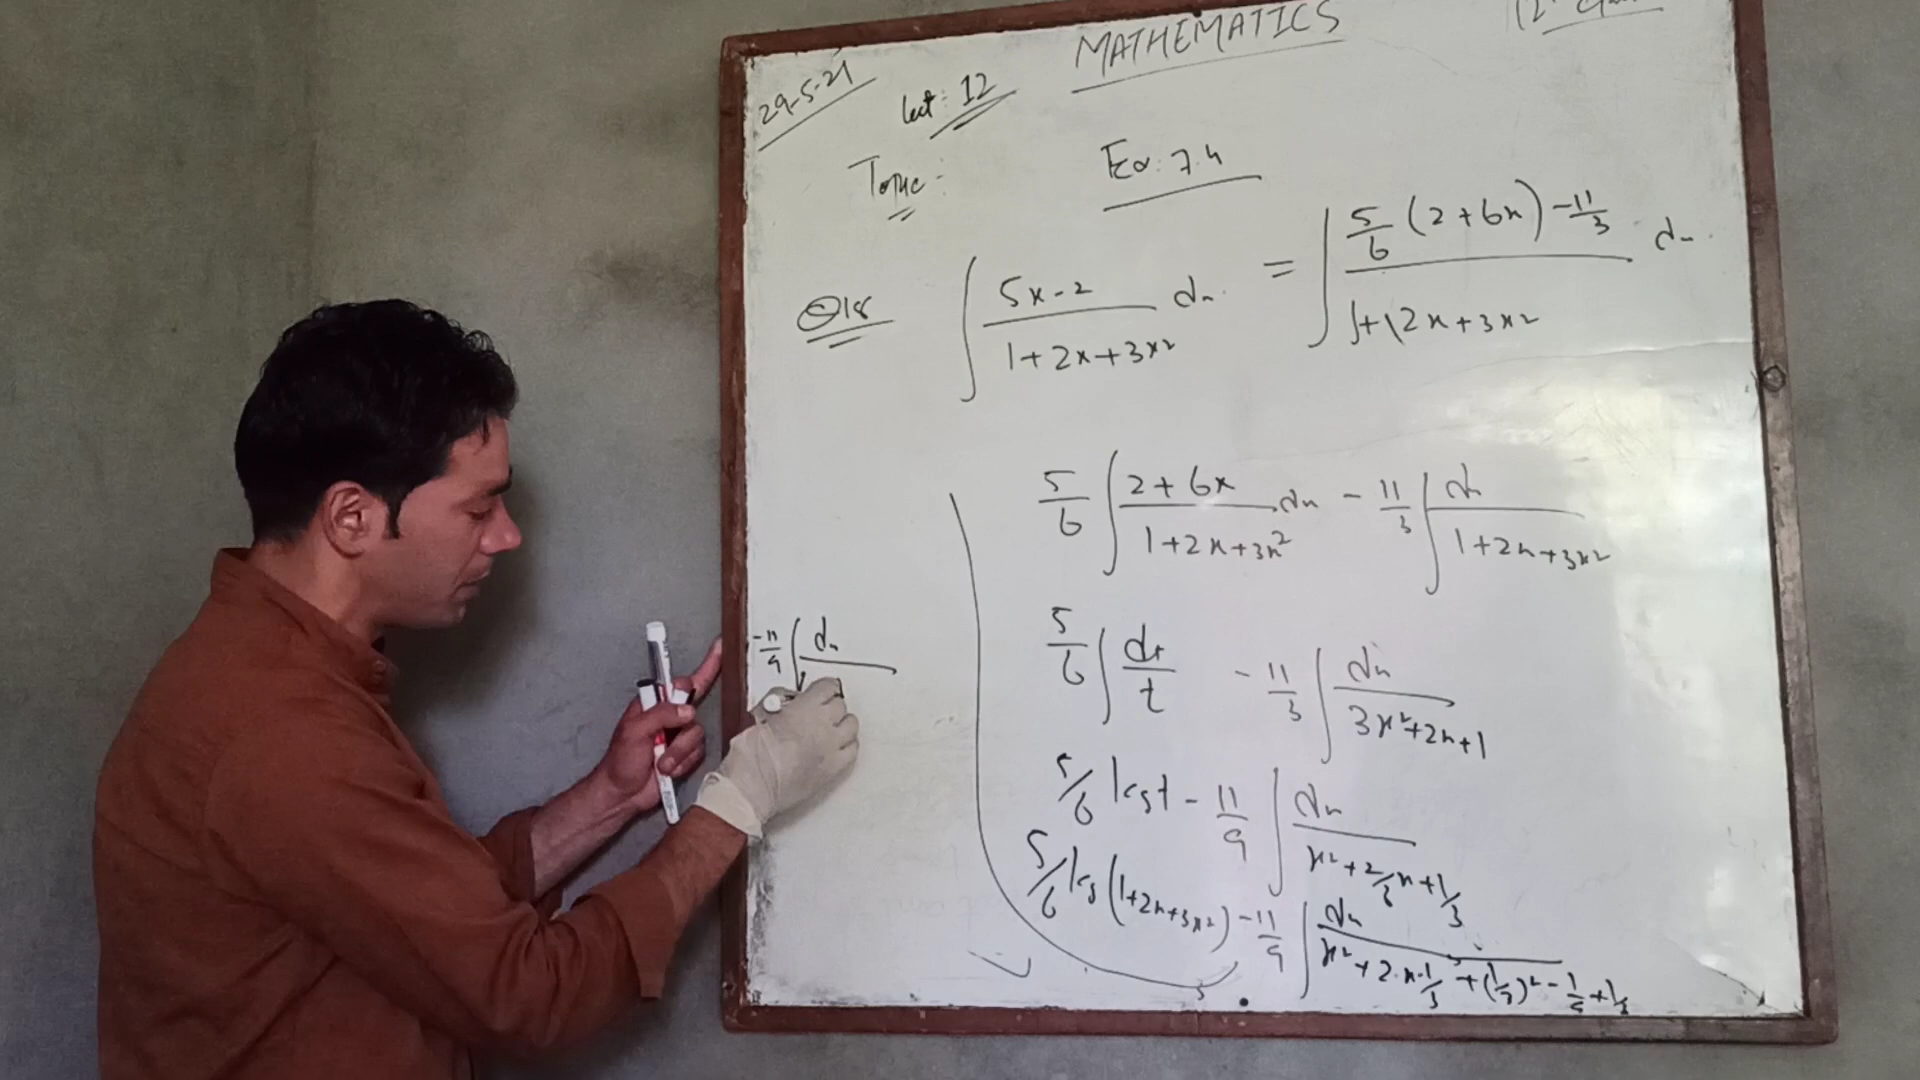 MATHEMATICS
29-5-21
Lect: 12
Topic:
Ex: 7.4
Q18 ∫ (5x-2)/(1+2x+3x²) dx = ∫ (5/6 (2+6x) - 11/3)/(1+2x+3x²) dx
5/6 ∫ (2+6x)/(1+2x+3x²) dx - 11/3 ∫ dx/(1+2x+3x²)
5/6 ∫ dt/t - 11/3 ∫ dx/(3x²+2x+1)
5/6 log t - 11/9 ∫ dx/(x²+2/3x+1/3)
5/6 log (1+2x+3x²) - 11/9 ∫ dx/(x²+2·x·1/3+(1/3)²-1/9+1/3)
-11/9 ∫ dx